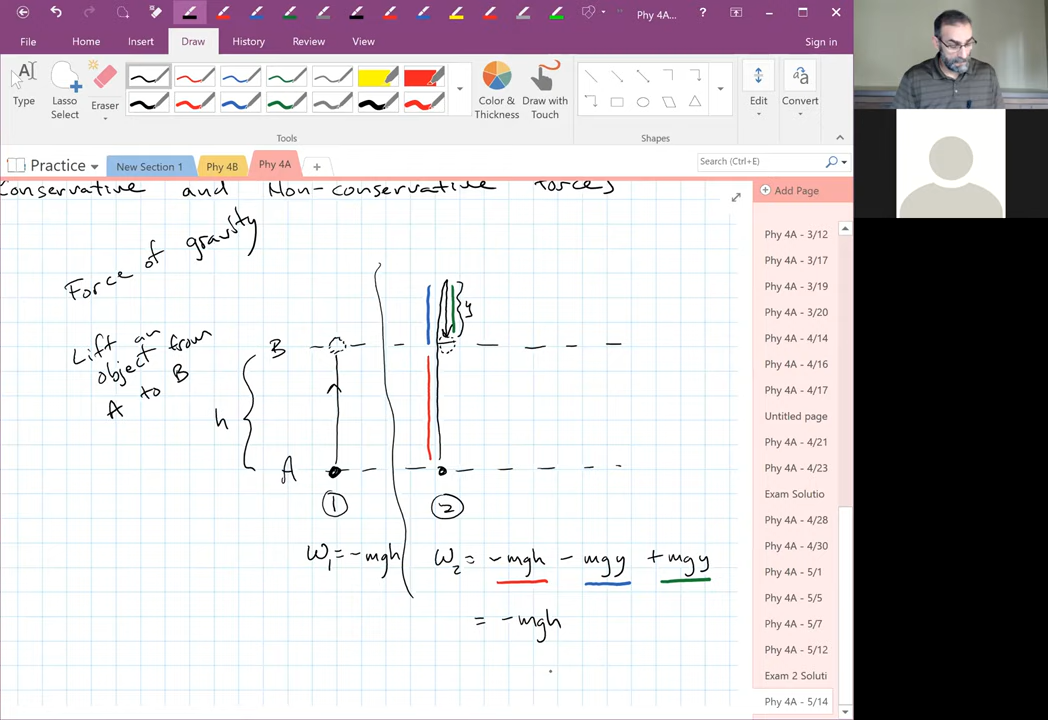 Phy 4A...
File Home Insert Draw History Review View Sign in
Type
Lasso Select
Eraser
Color & Thickness
Draw with Touch
Edit
Convert
Tools
Shapes
Practice
New Section 1
Phy 4B
Phy 4A
Search (Ctrl+E)
Add Page
Phy 4A - 3/12
Phy 4A - 3/17
Phy 4A - 3/19
Phy 4A - 3/20
Phy 4A - 4/14
Phy 4A - 4/16
Phy 4A - 4/17
Untitled page
Phy 4A - 4/21
Phy 4A - 4/23
Exam Solutio
Phy 4A - 4/28
Phy 4A - 4/30
Phy 4A - 5/1
Phy 4A - 5/5
Phy 4A - 5/7
Phy 4A - 5/12
Exam 2 Soluti
Phy 4A - 5/14
Conservative and Non-conservative forces
Force of gravity
Lift an
object from
A to B
h
B
A
y
1
2
W₁ = -mgh
W₂ = -mgh - mgy + mgy
= -mgh